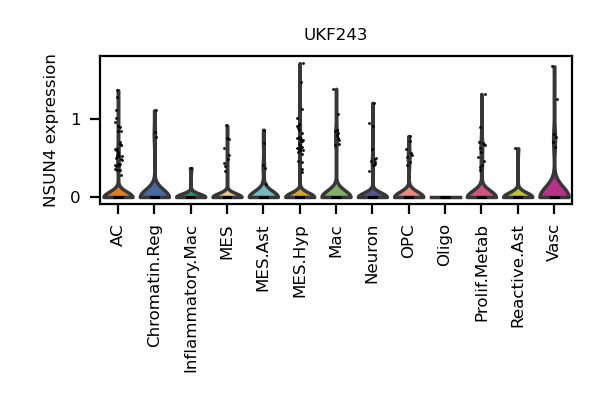 UKF243
NSUN4 expression
1
0
AC
Chromatin.Reg
Inflammatory.Mac
MES
MES.Ast
MES.Hyp
Mac
Neuron
OPC
Oligo
Prolif.Metab
Reactive.Ast
Vasc